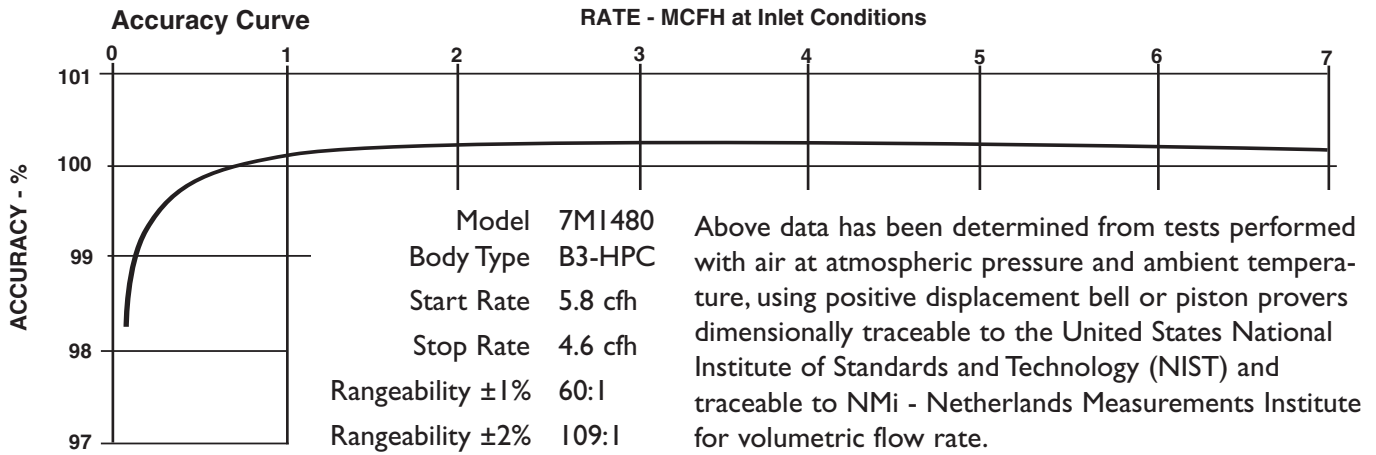 Accuracy Curve
RATE - MCFH at Inlet Conditions
0 1 2 3 4 5 6 7
101
100
99
98
97
ACCURACY - %
Model 7M1480
Body Type B3-HPC
Start Rate 5.8 cfh
Stop Rate 4.6 cfh
Rangeability ±1% 60:1
Rangeability ±2% 109:1
Above data has been determined from tests performed
with air at atmospheric pressure and ambient tempera-
ture, using positive displacement bell or piston provers
dimensionally traceable to the United States National
Institute of Standards and Technology (NIST) and
traceable to NMi - Netherlands Measurements Institute
for volumetric flow rate.